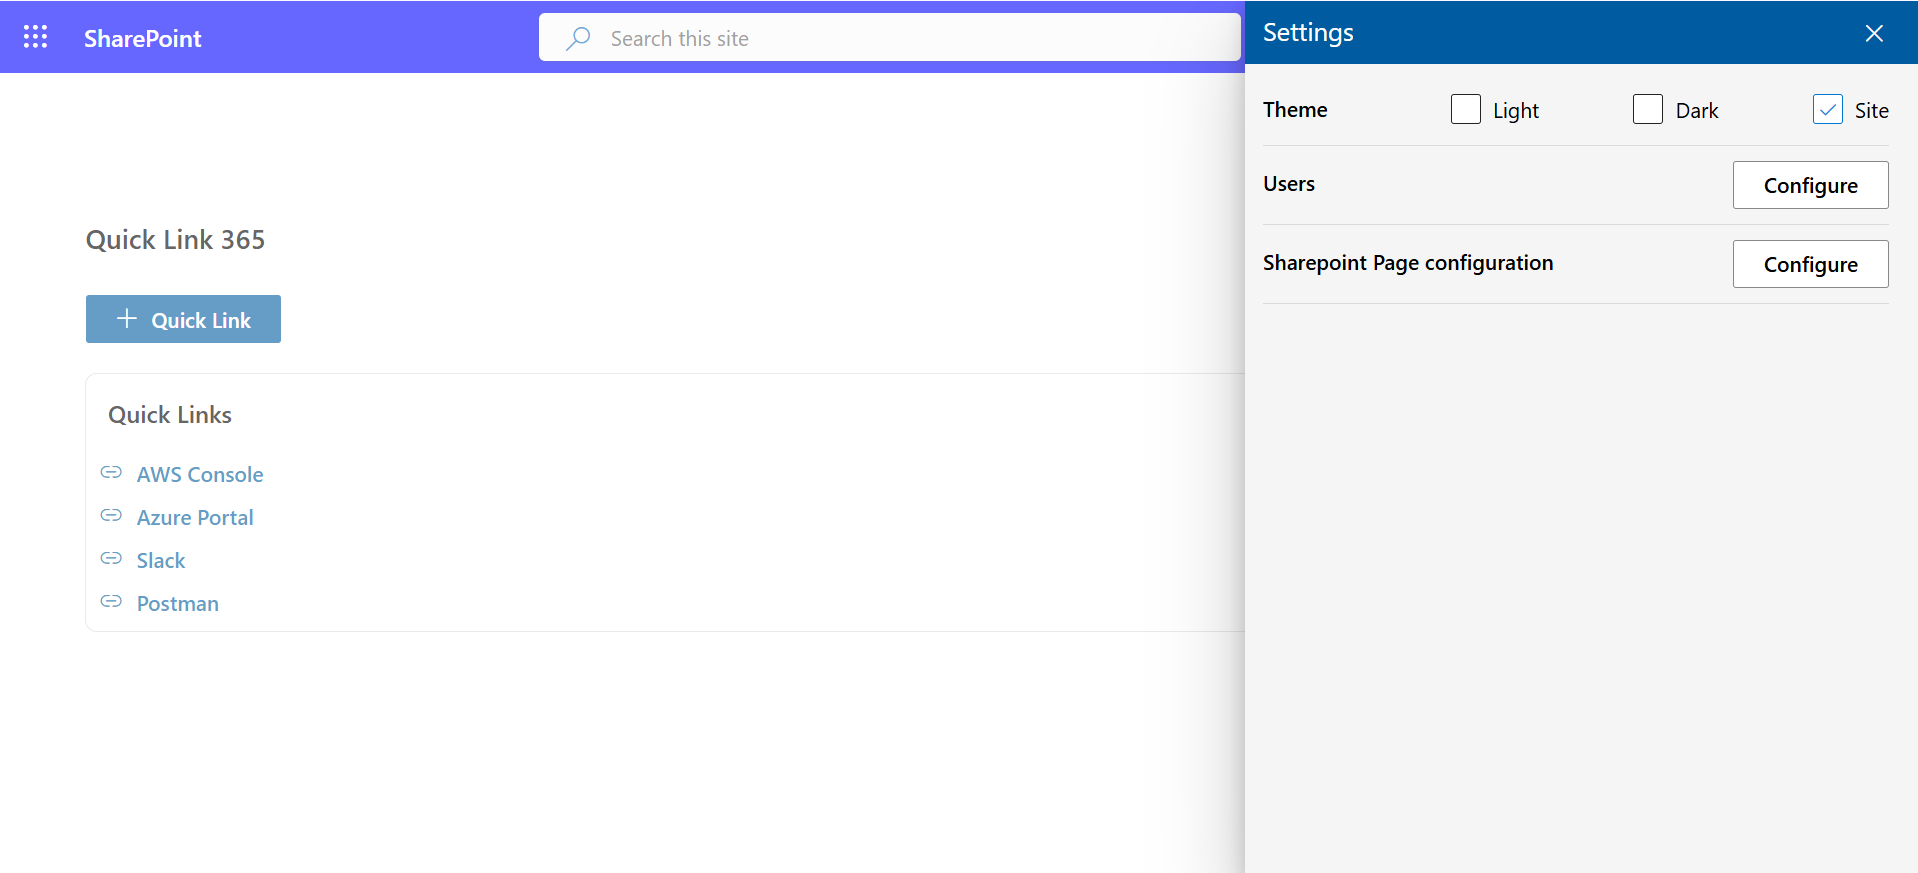 SharePoint
Search this site
Settings
Theme
Light
Dark
Site
Users
Configure
Sharepoint Page configuration
Configure
Quick Link 365
Quick Link
Quick Links
AWS Console
Azure Portal
Slack
Postman